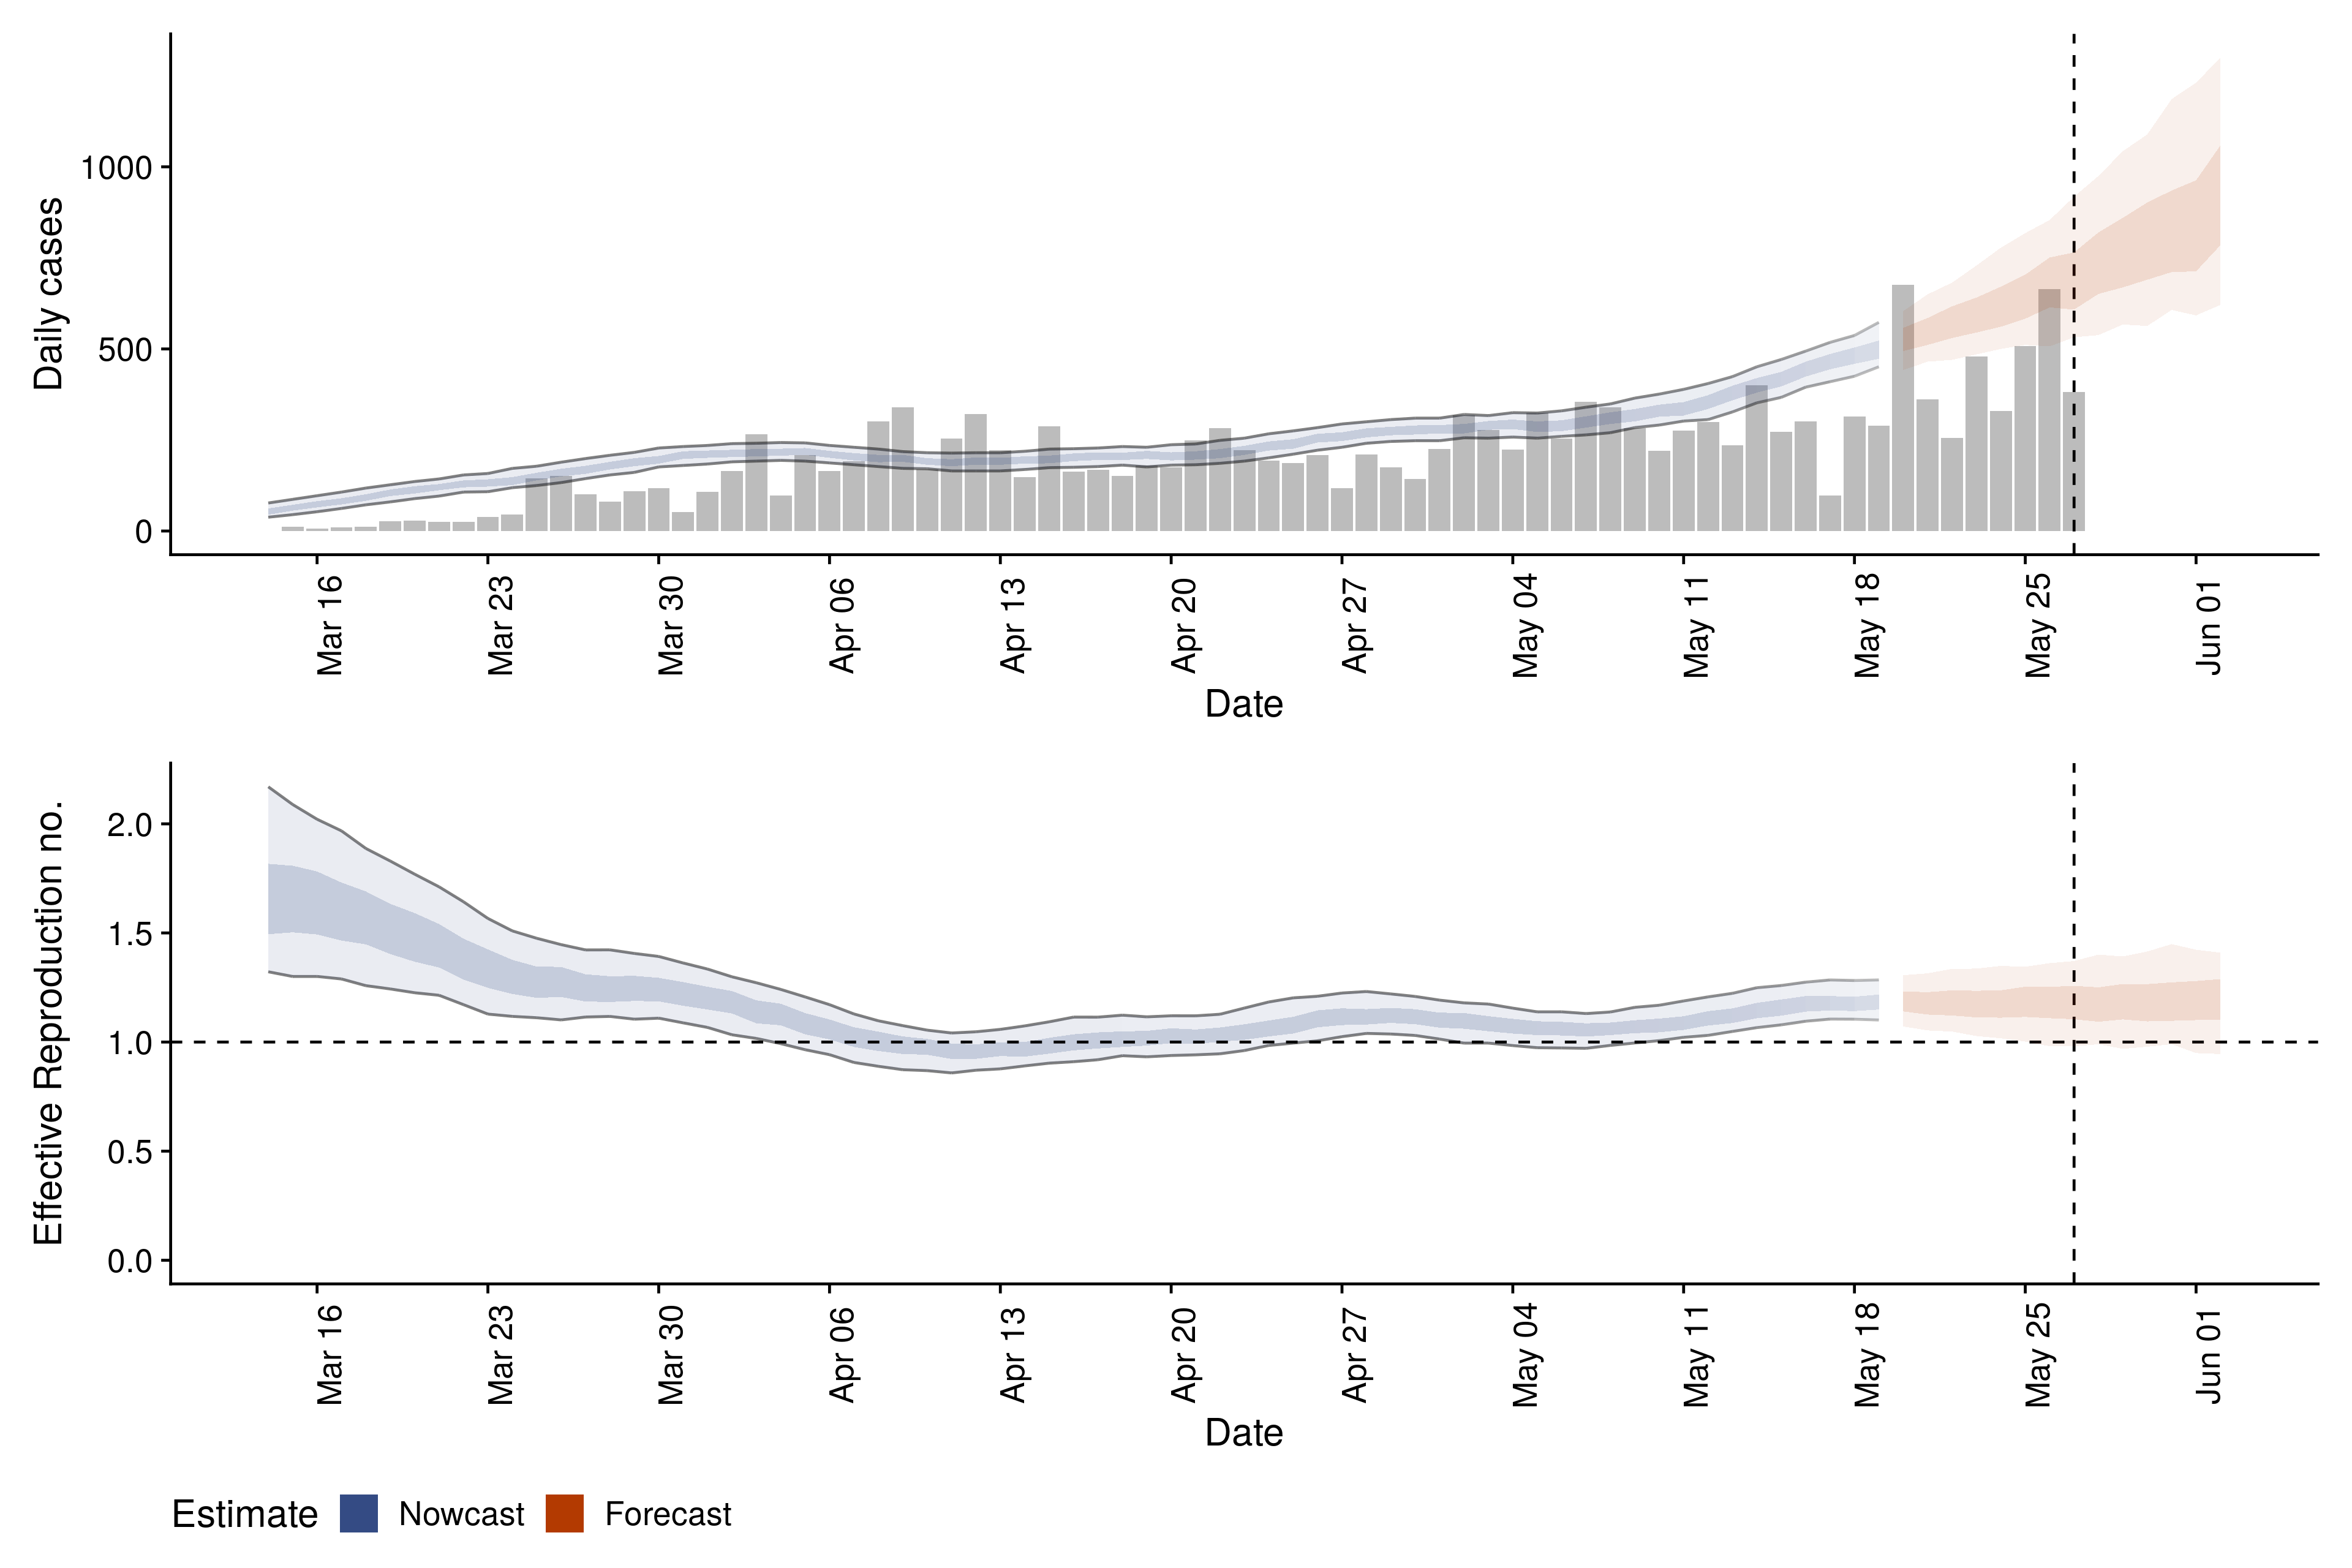 Daily cases
1000
500
0
Mar 16
Mar 23
Mar 30
Apr 06
Apr 13
Apr 20
Apr 27
May 04
May 11
May 18
May 25
Jun 01
Date
Effective Reproduction no.
2.0
1.5
1.0
0.5
0.0
Mar 16
Mar 23
Mar 30
Apr 06
Apr 13
Apr 20
Apr 27
May 04
May 11
May 18
May 25
Jun 01
Date
Estimate Nowcast Forecast